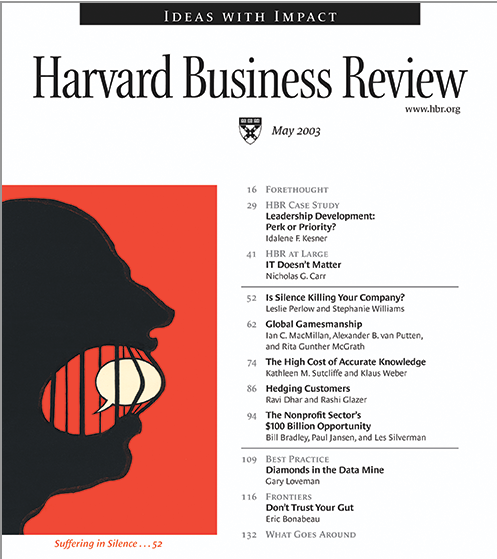 IDEAS WITH IMPACT
Harvard Business Review
www.hbr.org
May 2003
16 FORETHOUGHT
29 HBR CASE STUDY
Leadership Development:
Perk or Priority?
Idalene F. Kesner
41 HBR AT LARGE
IT Doesn't Matter
Nicholas G. Carr
52 Is Silence Killing Your Company?
Leslie Perlow and Stephanie Williams
62 Global Gamesmanship
Ian C. MacMillan, Alexander B. van Putten,
and Rita Gunther McGrath
74 The High Cost of Accurate Knowledge
Kathleen M. Sutcliffe and Klaus Weber
86 Hedging Customers
Ravi Dhar and Rashi Glazer
94 The Nonprofit Sector's
$100 Billion Opportunity
Bill Bradley, Paul Jansen, and Les Silverman
109 BEST PRACTICE
Diamonds in the Data Mine
Gary Loveman
116 FRONTIERS
Don't Trust Your Gut
Eric Bonabeau
132 WHAT GOES AROUND
Suffering in Silence . . . 52